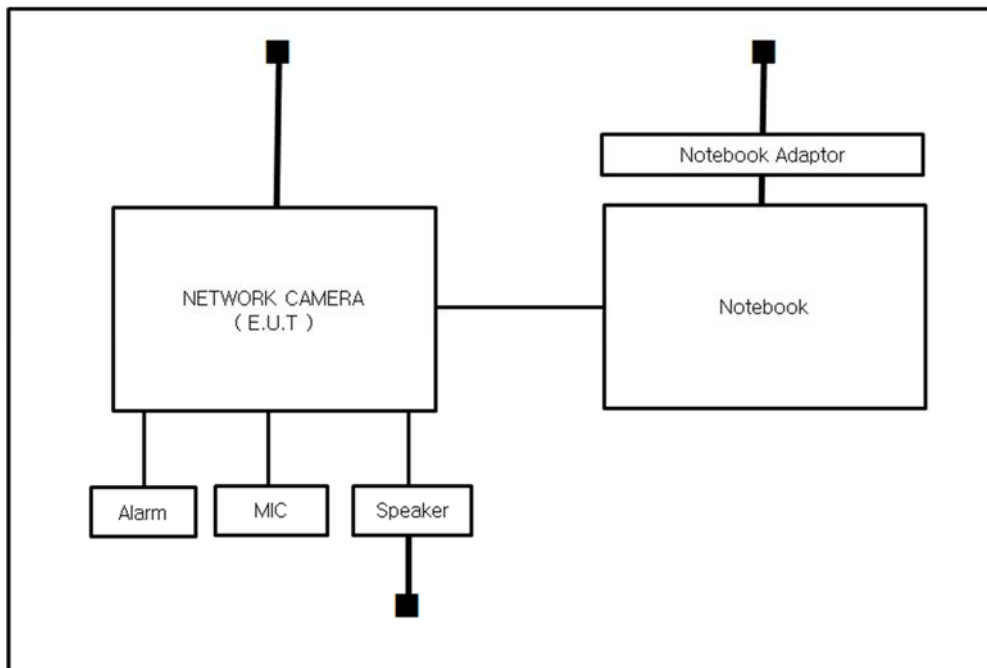 Notebook Adaptor
NETWORK CAMERA
( E.U.T )
Notebook
Alarm
MIC
Speaker